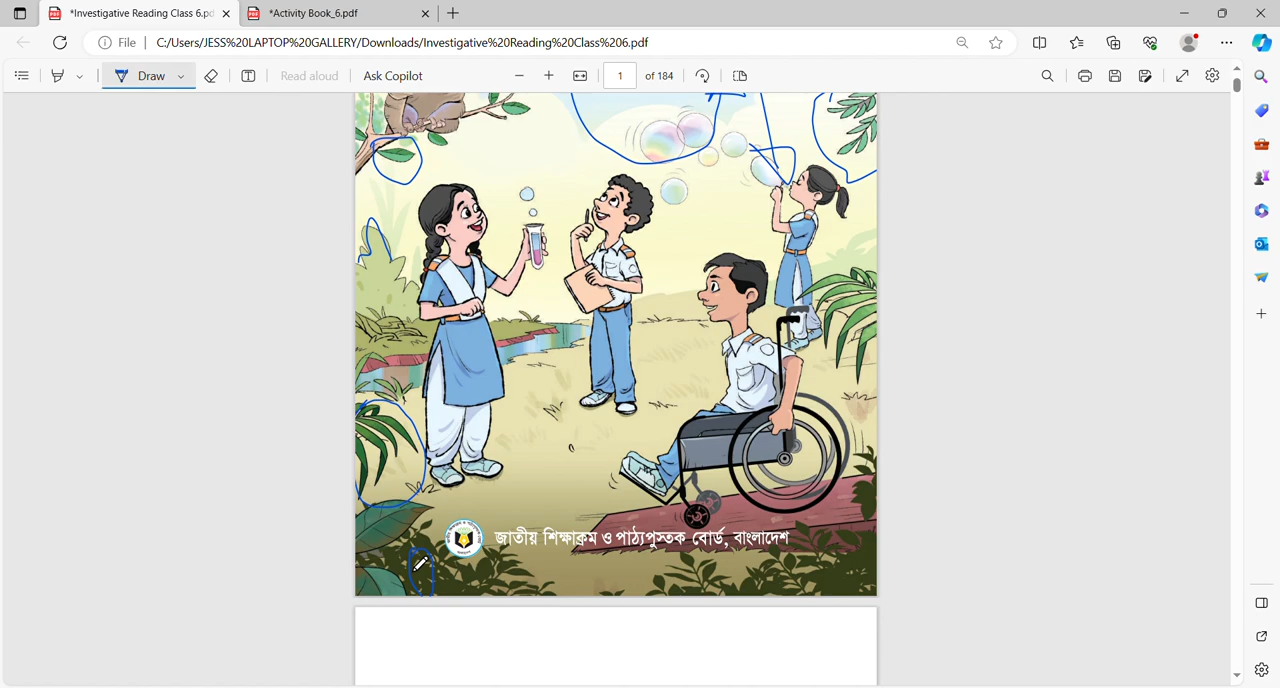 *Investigative Reading Class 6.pd
*Activity Book_6.pdf
File
C:/Users/JESS%20LAPTOP%20GALLERY/Downloads/Investigative%20Reading%20Class%206.pdf
Draw
Read aloud
Ask Copilot
1
of 184
জাতীয় শিক্ষাক্রম ও পাঠ্যপুস্তক বোর্ড, বাংলাদেশ